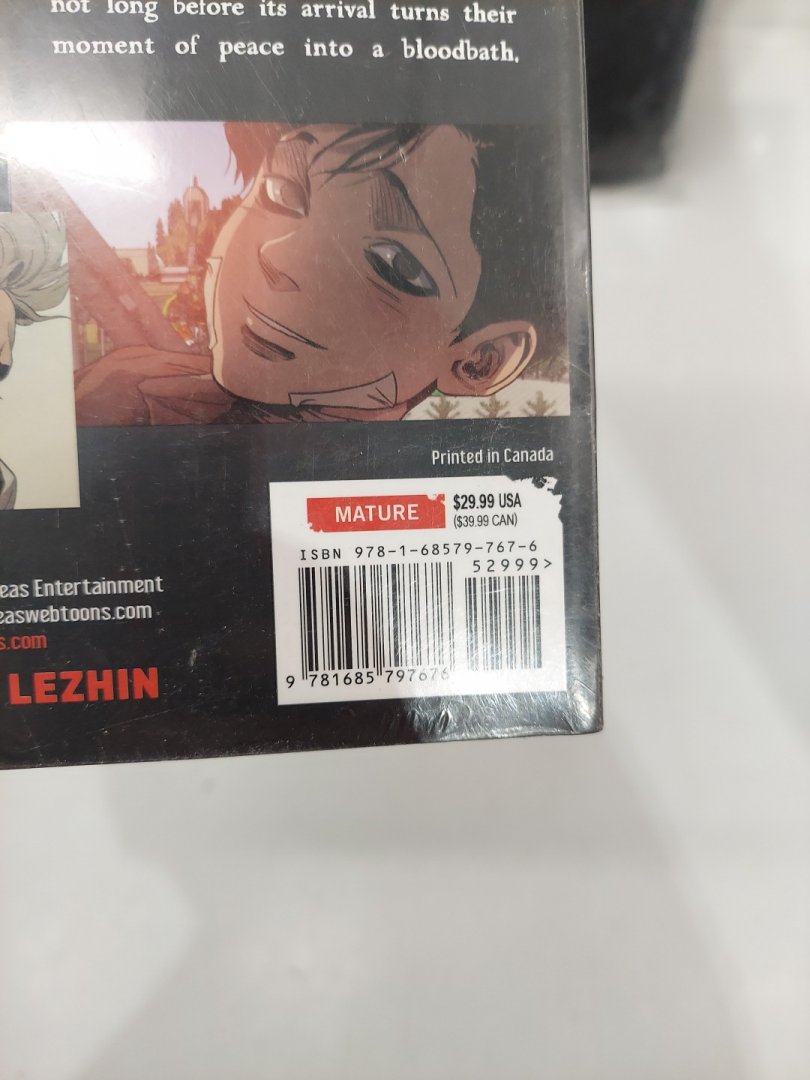 not long before its arrival turns their
moment of peace into a bloodbath.
Printed in Canada
MATURE
$29.99 USA
($39.99 CAN)
ISBN 978-1-68579-767-6
52999>
9 781685 797676
eas Entertainment
easwebtoons.com
s.com
LEZHIN